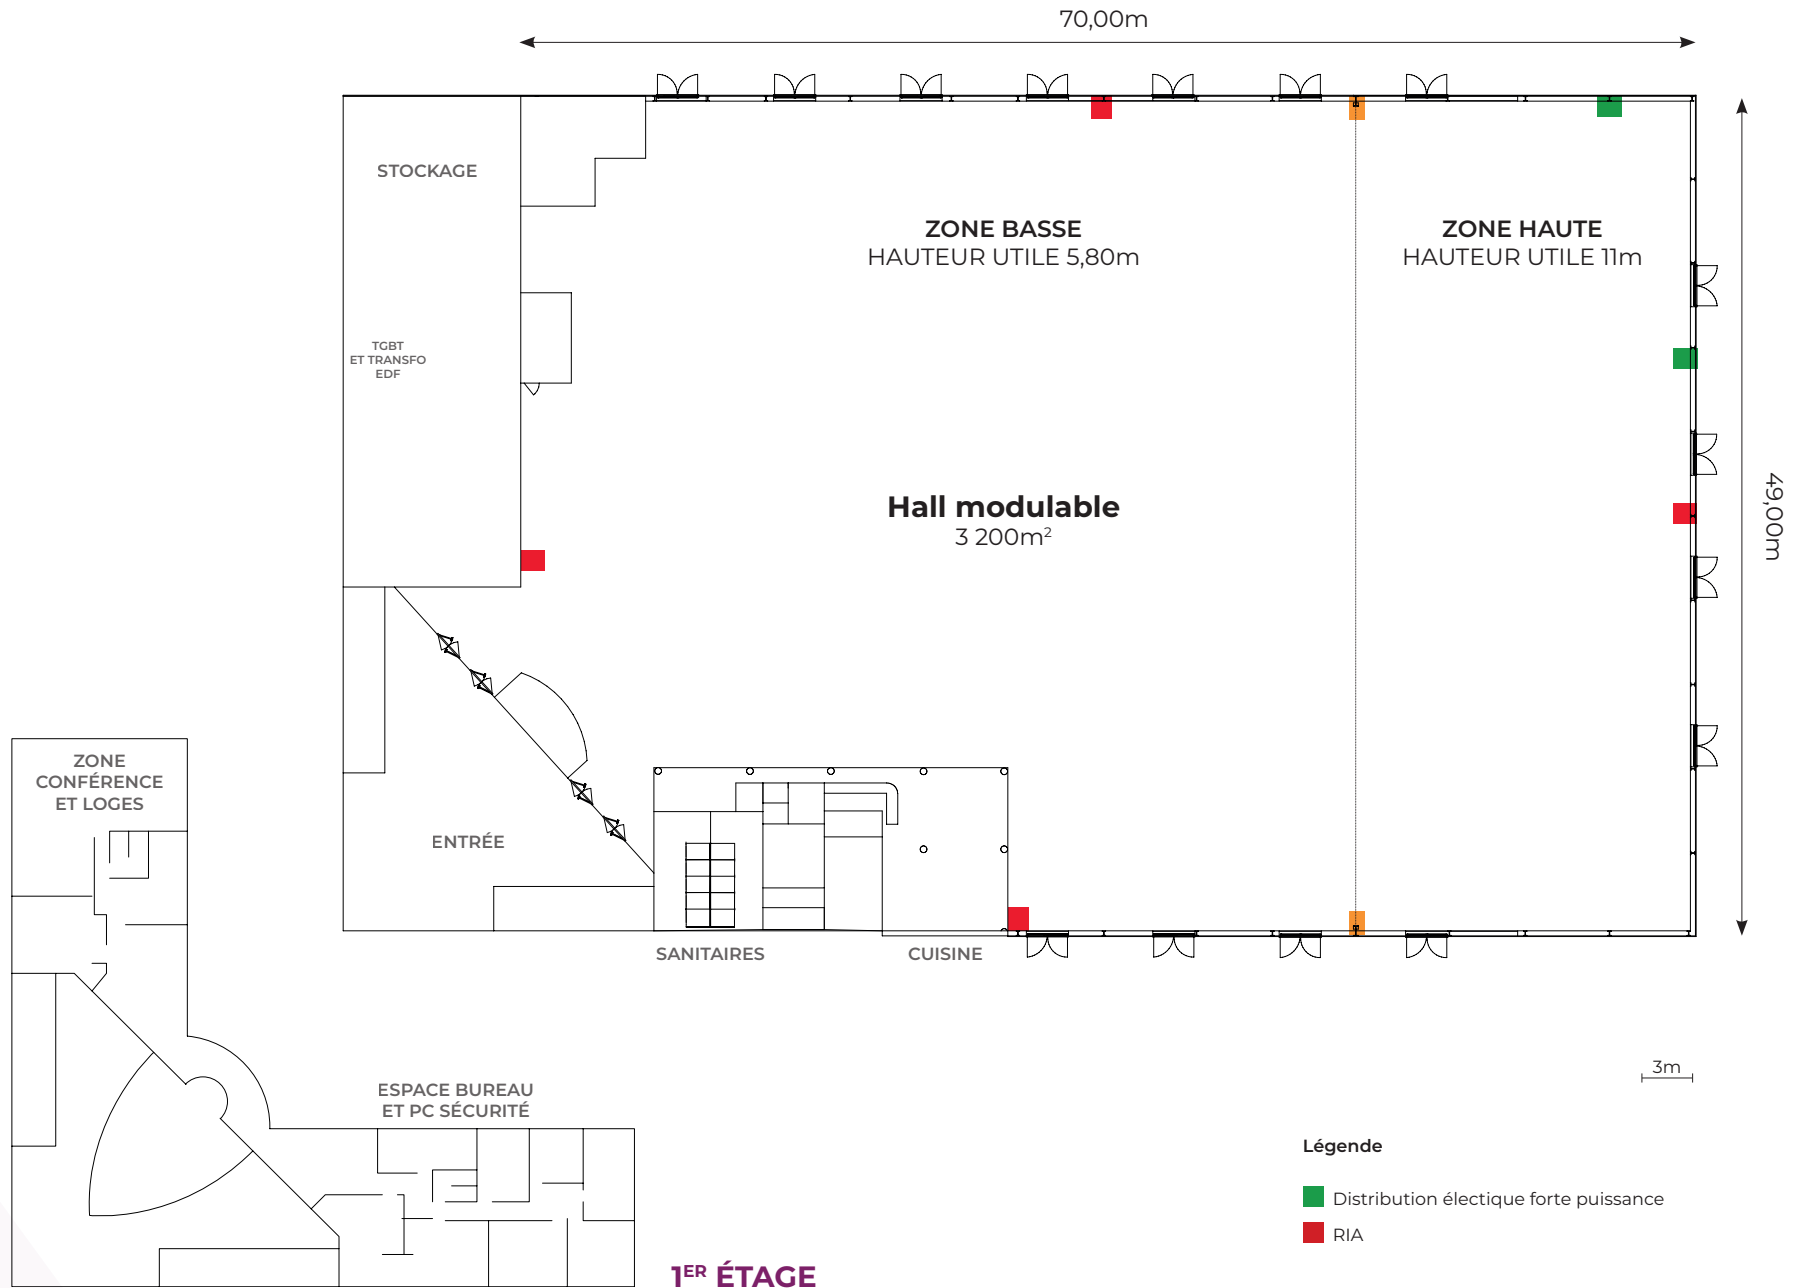 70,00m
STOCKAGE
ZONE BASSE
HAUTEUR UTILE 5,80m
ZONE HAUTE
HAUTEUR UTILE 11m
TGBT
ET TRANSFO
EDF
Hall modulable
3 200m²
49,00m
ZONE
CONFÉRENCE
ET LOGES
ENTRÉE
SANITAIRES
CUISINE
3m
ESPACE BUREAU
ET PC SÉCURITÉ
Légende
Distribution électique forte puissance
RIA
1ER ÉTAGE